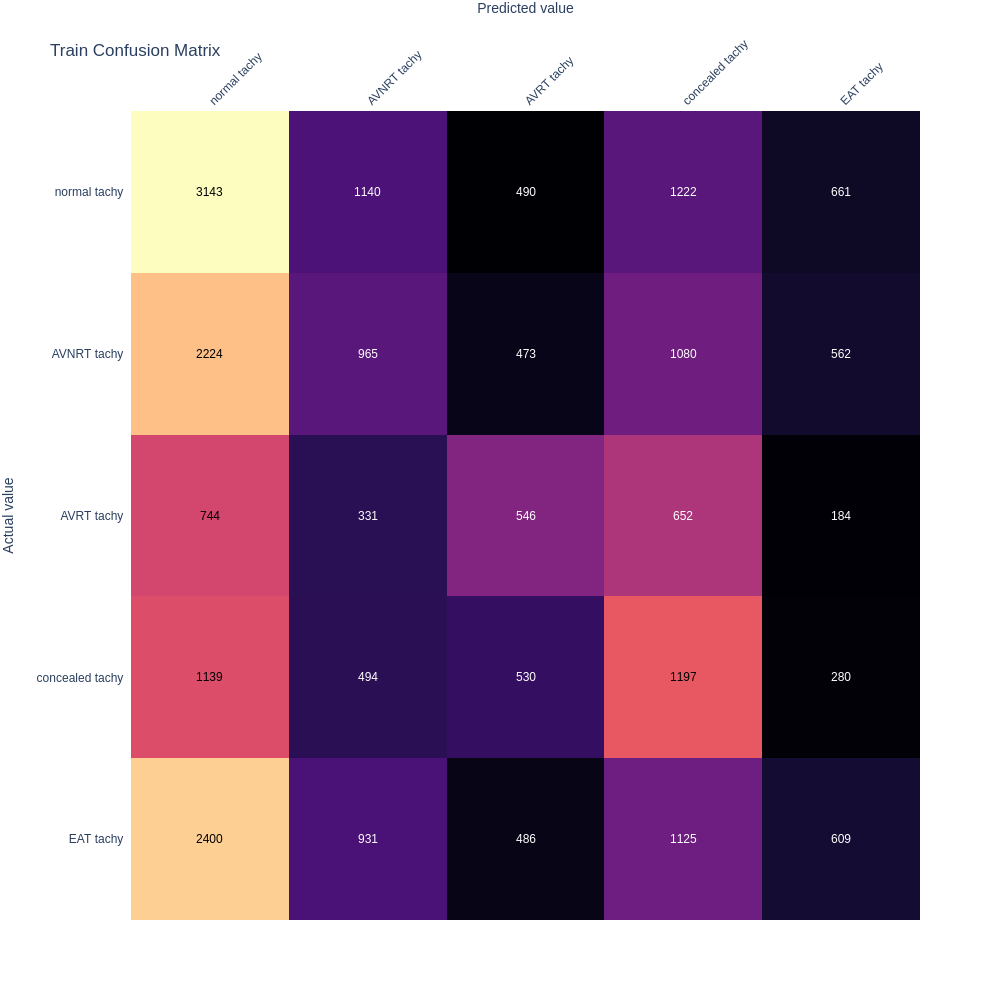 Predicted value
Train Confusion Matrix
normal tachy AVNRT tachy AVRT tachy concealed tachy EAT tachy
normal tachy 3143 1140 490 1222 661
AVNRT tachy 2224 965 473 1080 562
Actual value
AVRT tachy 744 331 546 652 184
concealed tachy 1139 494 530 1197 280
EAT tachy 2400 931 486 1125 609